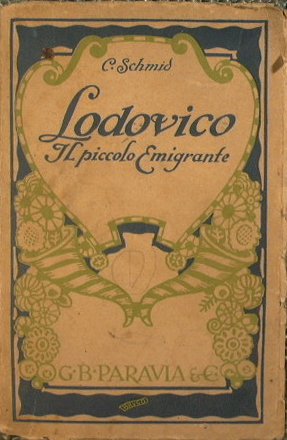 C. Schmid
Lodovico
Il piccolo Emigrante
G·B·PARAVIA & C